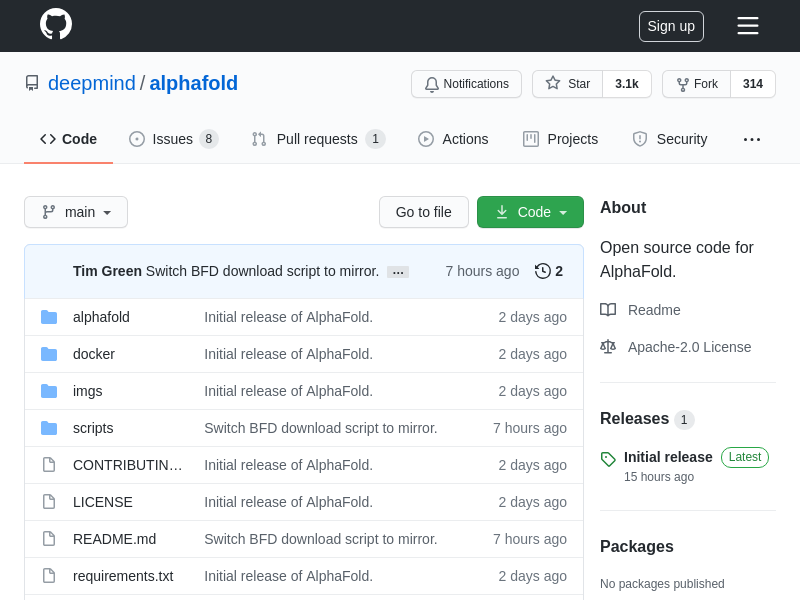 Sign up
deepmind / alphafold
Notifications
Star 3.1k
Fork 314
Code
Issues 8
Pull requests 1
Actions
Projects
Security
main
Go to file
Code
Tim Green Switch BFD download script to mirror. … 7 hours ago 2
alphafold Initial release of AlphaFold. 2 days ago
docker Initial release of AlphaFold. 2 days ago
imgs Initial release of AlphaFold. 2 days ago
scripts Switch BFD download script to mirror. 7 hours ago
CONTRIBUTIN… Initial release of AlphaFold. 2 days ago
LICENSE Initial release of AlphaFold. 2 days ago
README.md Switch BFD download script to mirror. 7 hours ago
requirements.txt Initial release of AlphaFold. 2 days ago
About
Open source code for
AlphaFold.
Readme
Apache-2.0 License
Releases 1
Initial release Latest
15 hours ago
Packages
No packages published